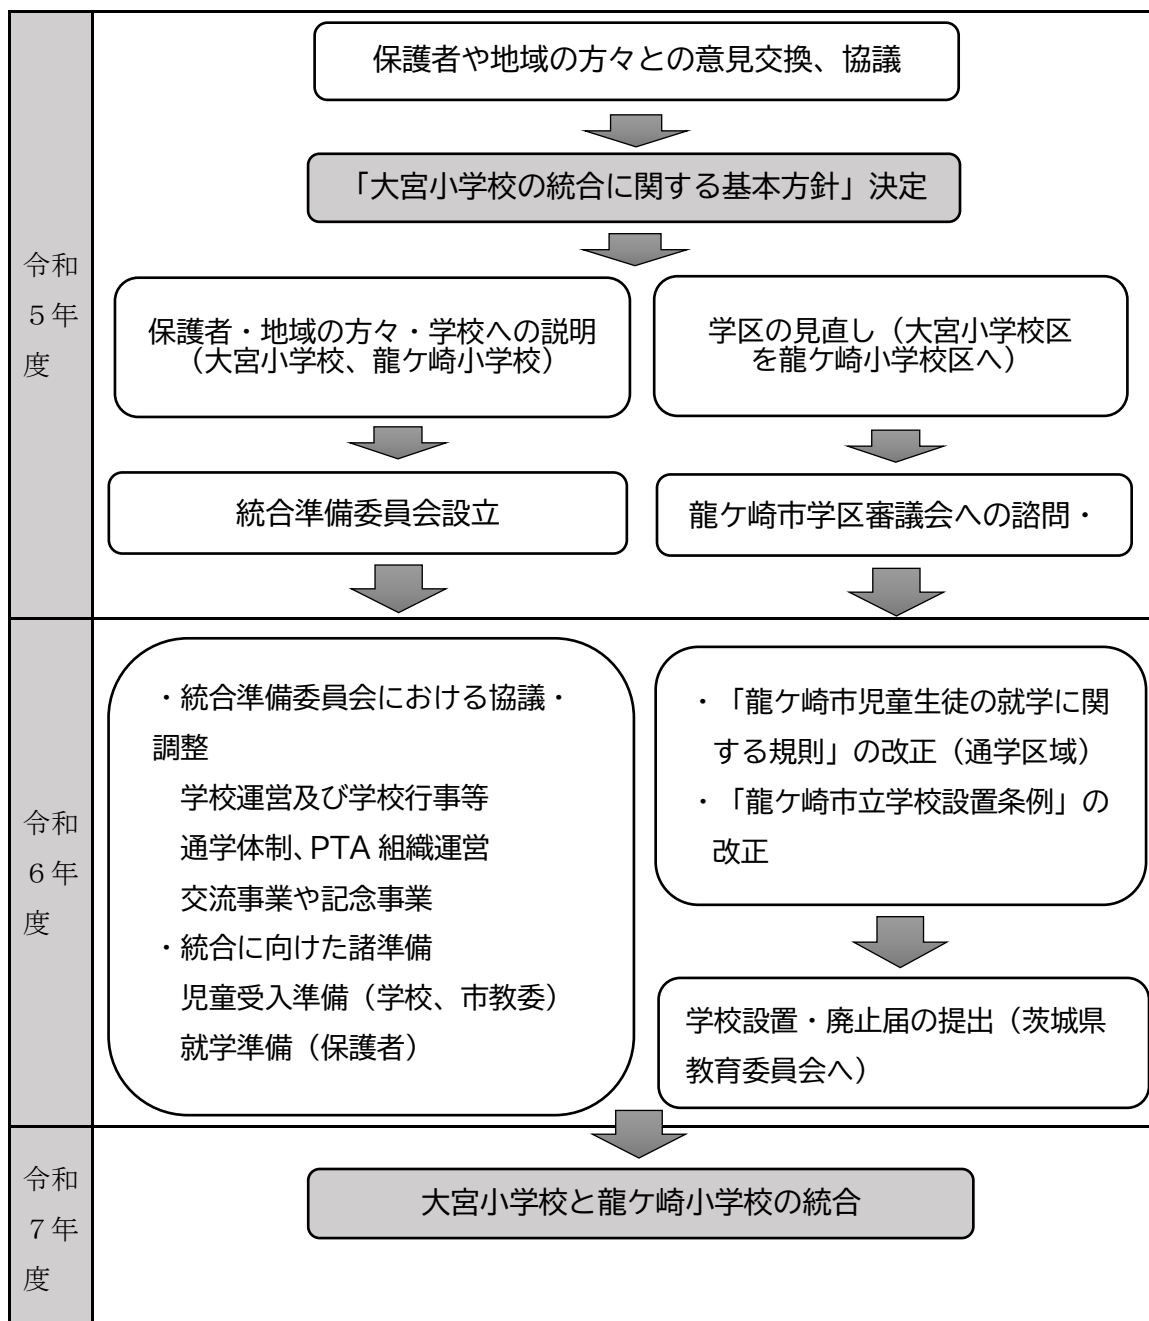 令和
５年
度
保護者や地域の方々との意見交換、協議
「大宮小学校の統合に関する基本方針」決定
保護者・地域の方々・学校への説明
（大宮小学校、龍ケ崎小学校）
学区の見直し（大宮小学校区
を龍ケ崎小学校区へ）
統合準備委員会設立
龍ケ崎市学区審議会への諮問・
令和
６年
度
・統合準備委員会における協議・
調整
学校運営及び学校行事等
通学体制、PTA 組織運営
交流事業や記念事業
・統合に向けた諸準備
児童受入準備（学校、市教委）
就学準備（保護者）
・「龍ケ崎市児童生徒の就学に関
する規則」の改正（通学区域）
・「龍ケ崎市立学校設置条例」の
改正
学校設置・廃止届の提出（茨城県
教育委員会へ）
令和
７年
度
大宮小学校と龍ケ崎小学校の統合